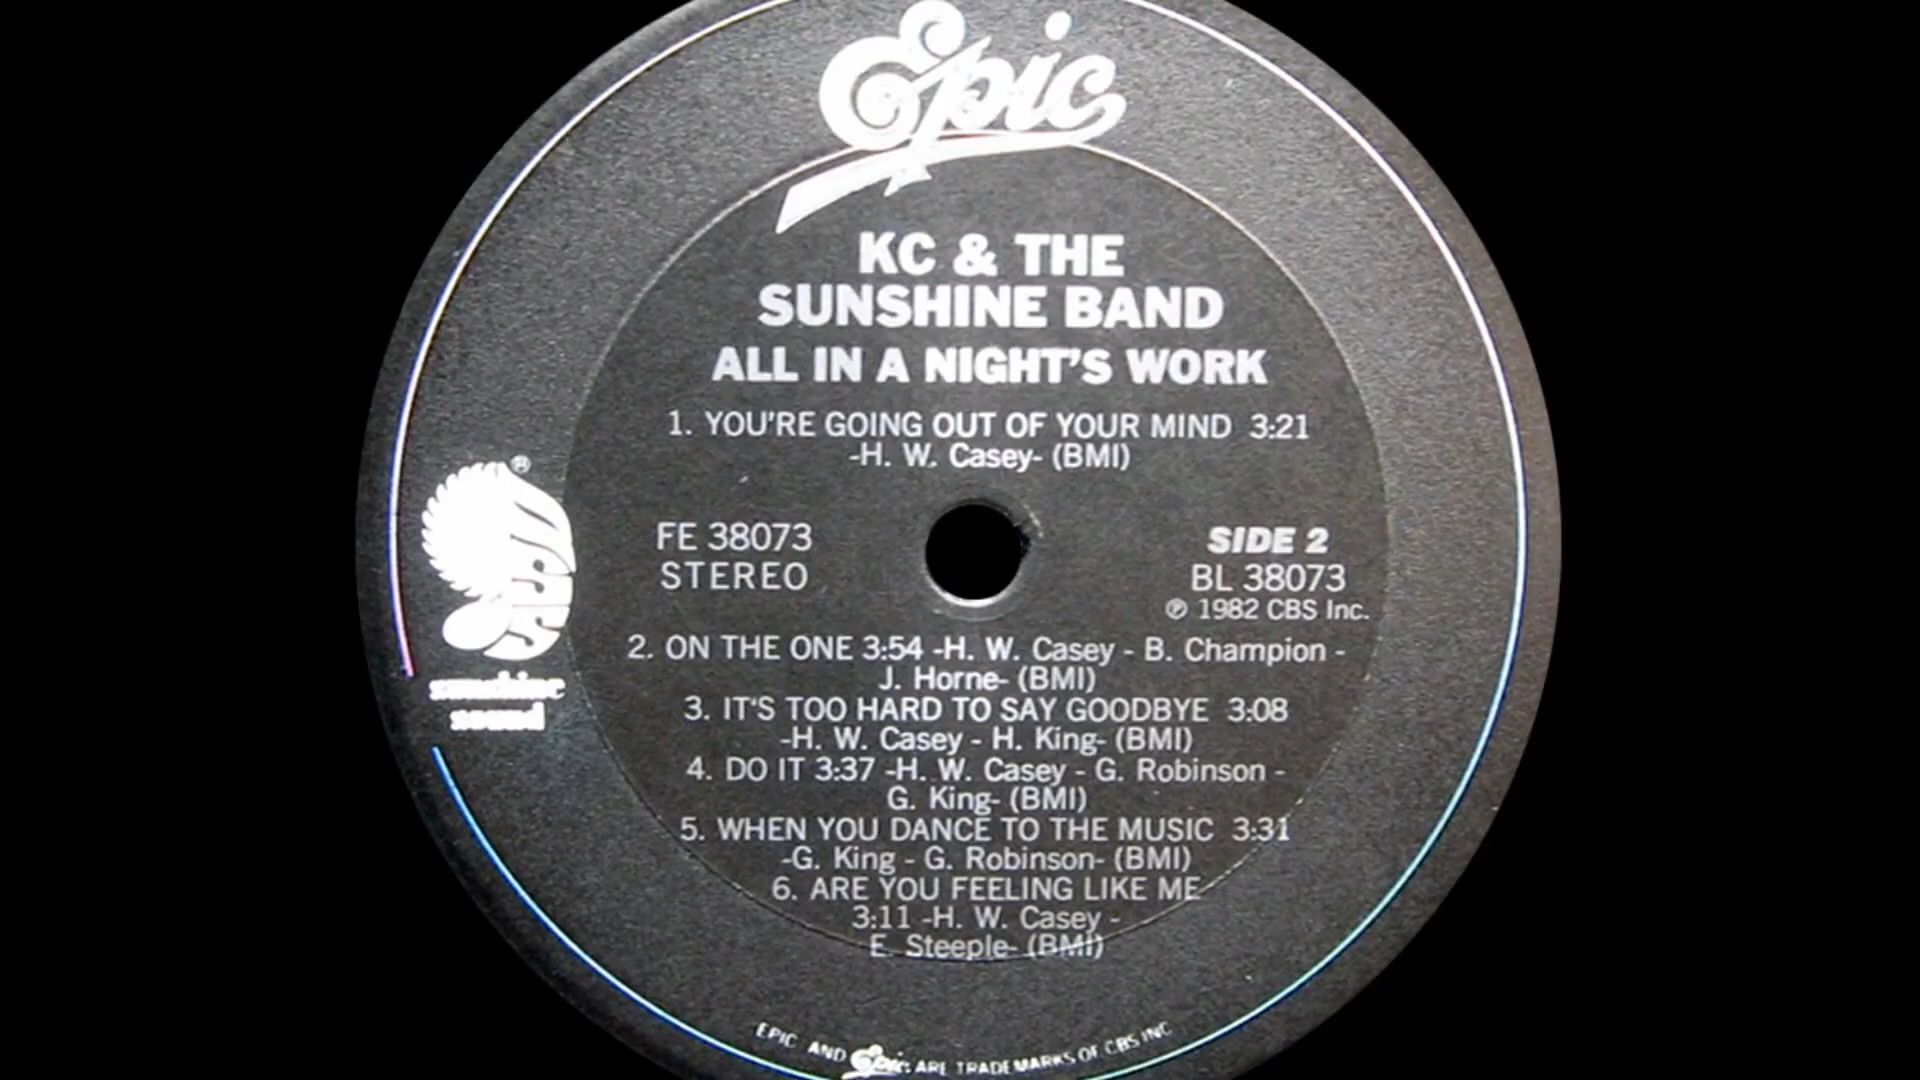 Epic
KC & THE
SUNSHINE BAND
ALL IN A NIGHT'S WORK
1. YOU'RE GOING OUT OF YOUR MIND 3:21
-H. W. Casey- (BMI)
FE 38073
STEREO
SIDE 2
BL 38073
℗ 1982 CBS Inc.
®
sunshine
sound
2. ON THE ONE 3:54 -H. W. Casey - B. Champion -
J. Horne- (BMI)
3. IT'S TOO HARD TO SAY GOODBYE 3:08
-H. W. Casey - H. King- (BMI)
4. DO IT 3:37 -H. W. Casey - G. Robinson -
G. King- (BMI)
5. WHEN YOU DANCE TO THE MUSIC 3:31
-G. King - G. Robinson- (BMI)
6. ARE YOU FEELING LIKE ME
3:11 -H. W. Casey -
E. Steeple- (BMI)
EPIC AND Epic ARE TRADEMARKS OF CBS INC